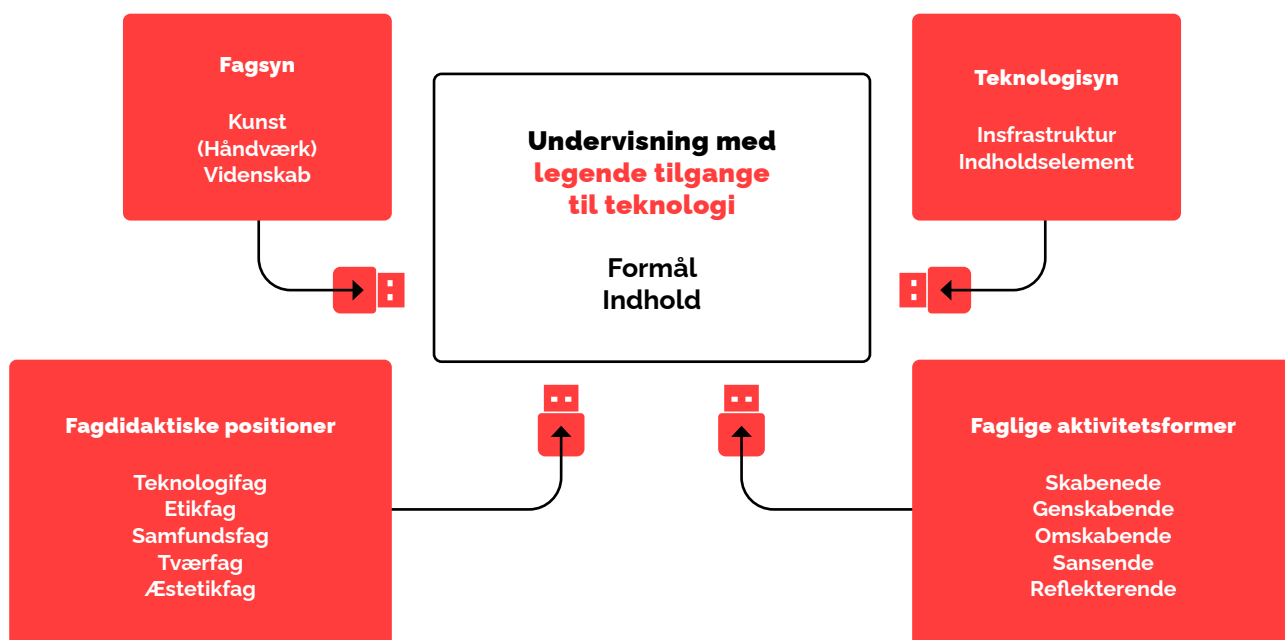 Fagsyn
Kunst
(Håndværk)
Videnskab
Undervisning med
legende tilgange
til teknologi
Formål
Indhold
Teknologisyn
Insfrastruktur
Indholdselement
Fagdidaktiske positioner
Teknologifag
Etikfag
Samfundsfag
Tværfag
Æstetikfag
Faglige aktivitetsformer
Skabenede
Genskabende
Omskabende
Sansende
Reflekterende